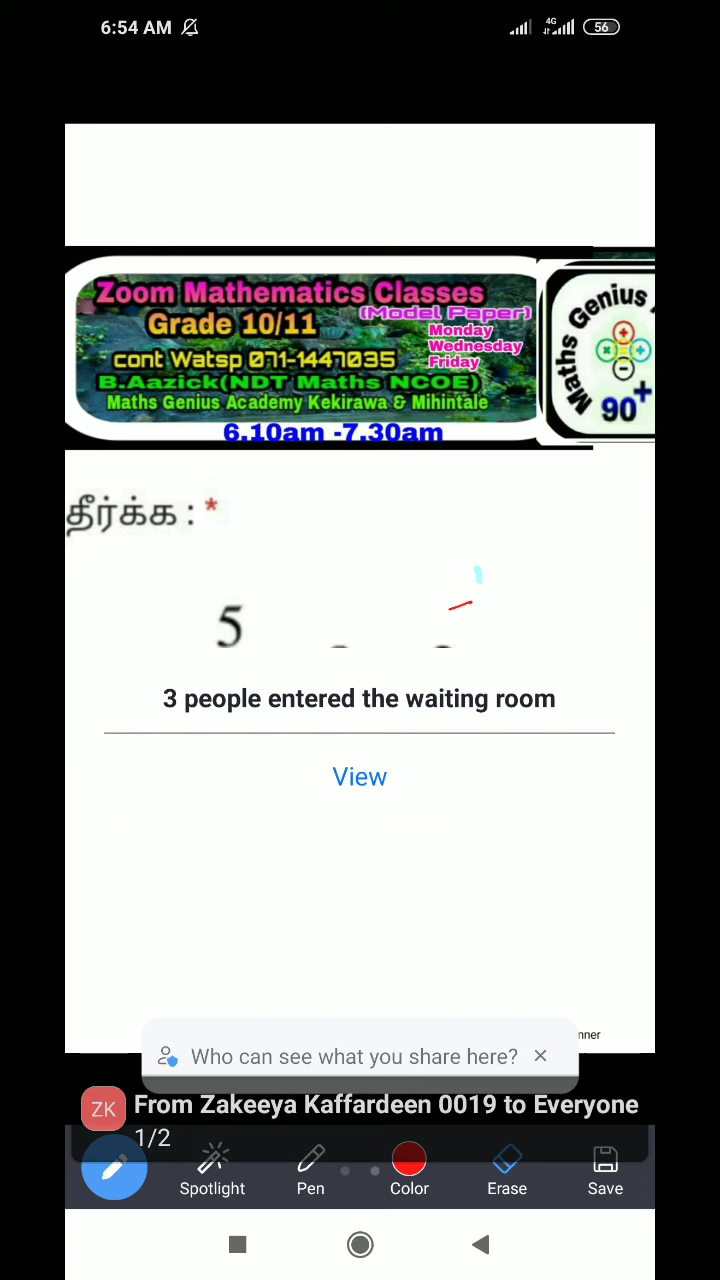 6:54 AM
4G
56
Zoom Mathematics Classes
(Model Paper)
Grade 10/11
Monday
Wednesday
Friday
cont Watsp 071-1447035
B.Aazick(NDT Maths NCOE)
Maths Genius Academy Kekirawa & Mihintale
6.10am -7.30am
Maths Genius
90+
தீர்க்க : *
5
3 people entered the waiting room
View
nner
Who can see what you share here? ×
ZK From Zakeeya Kaffardeen 0019 to Everyone
1/2
Spotlight Pen Color Erase Save